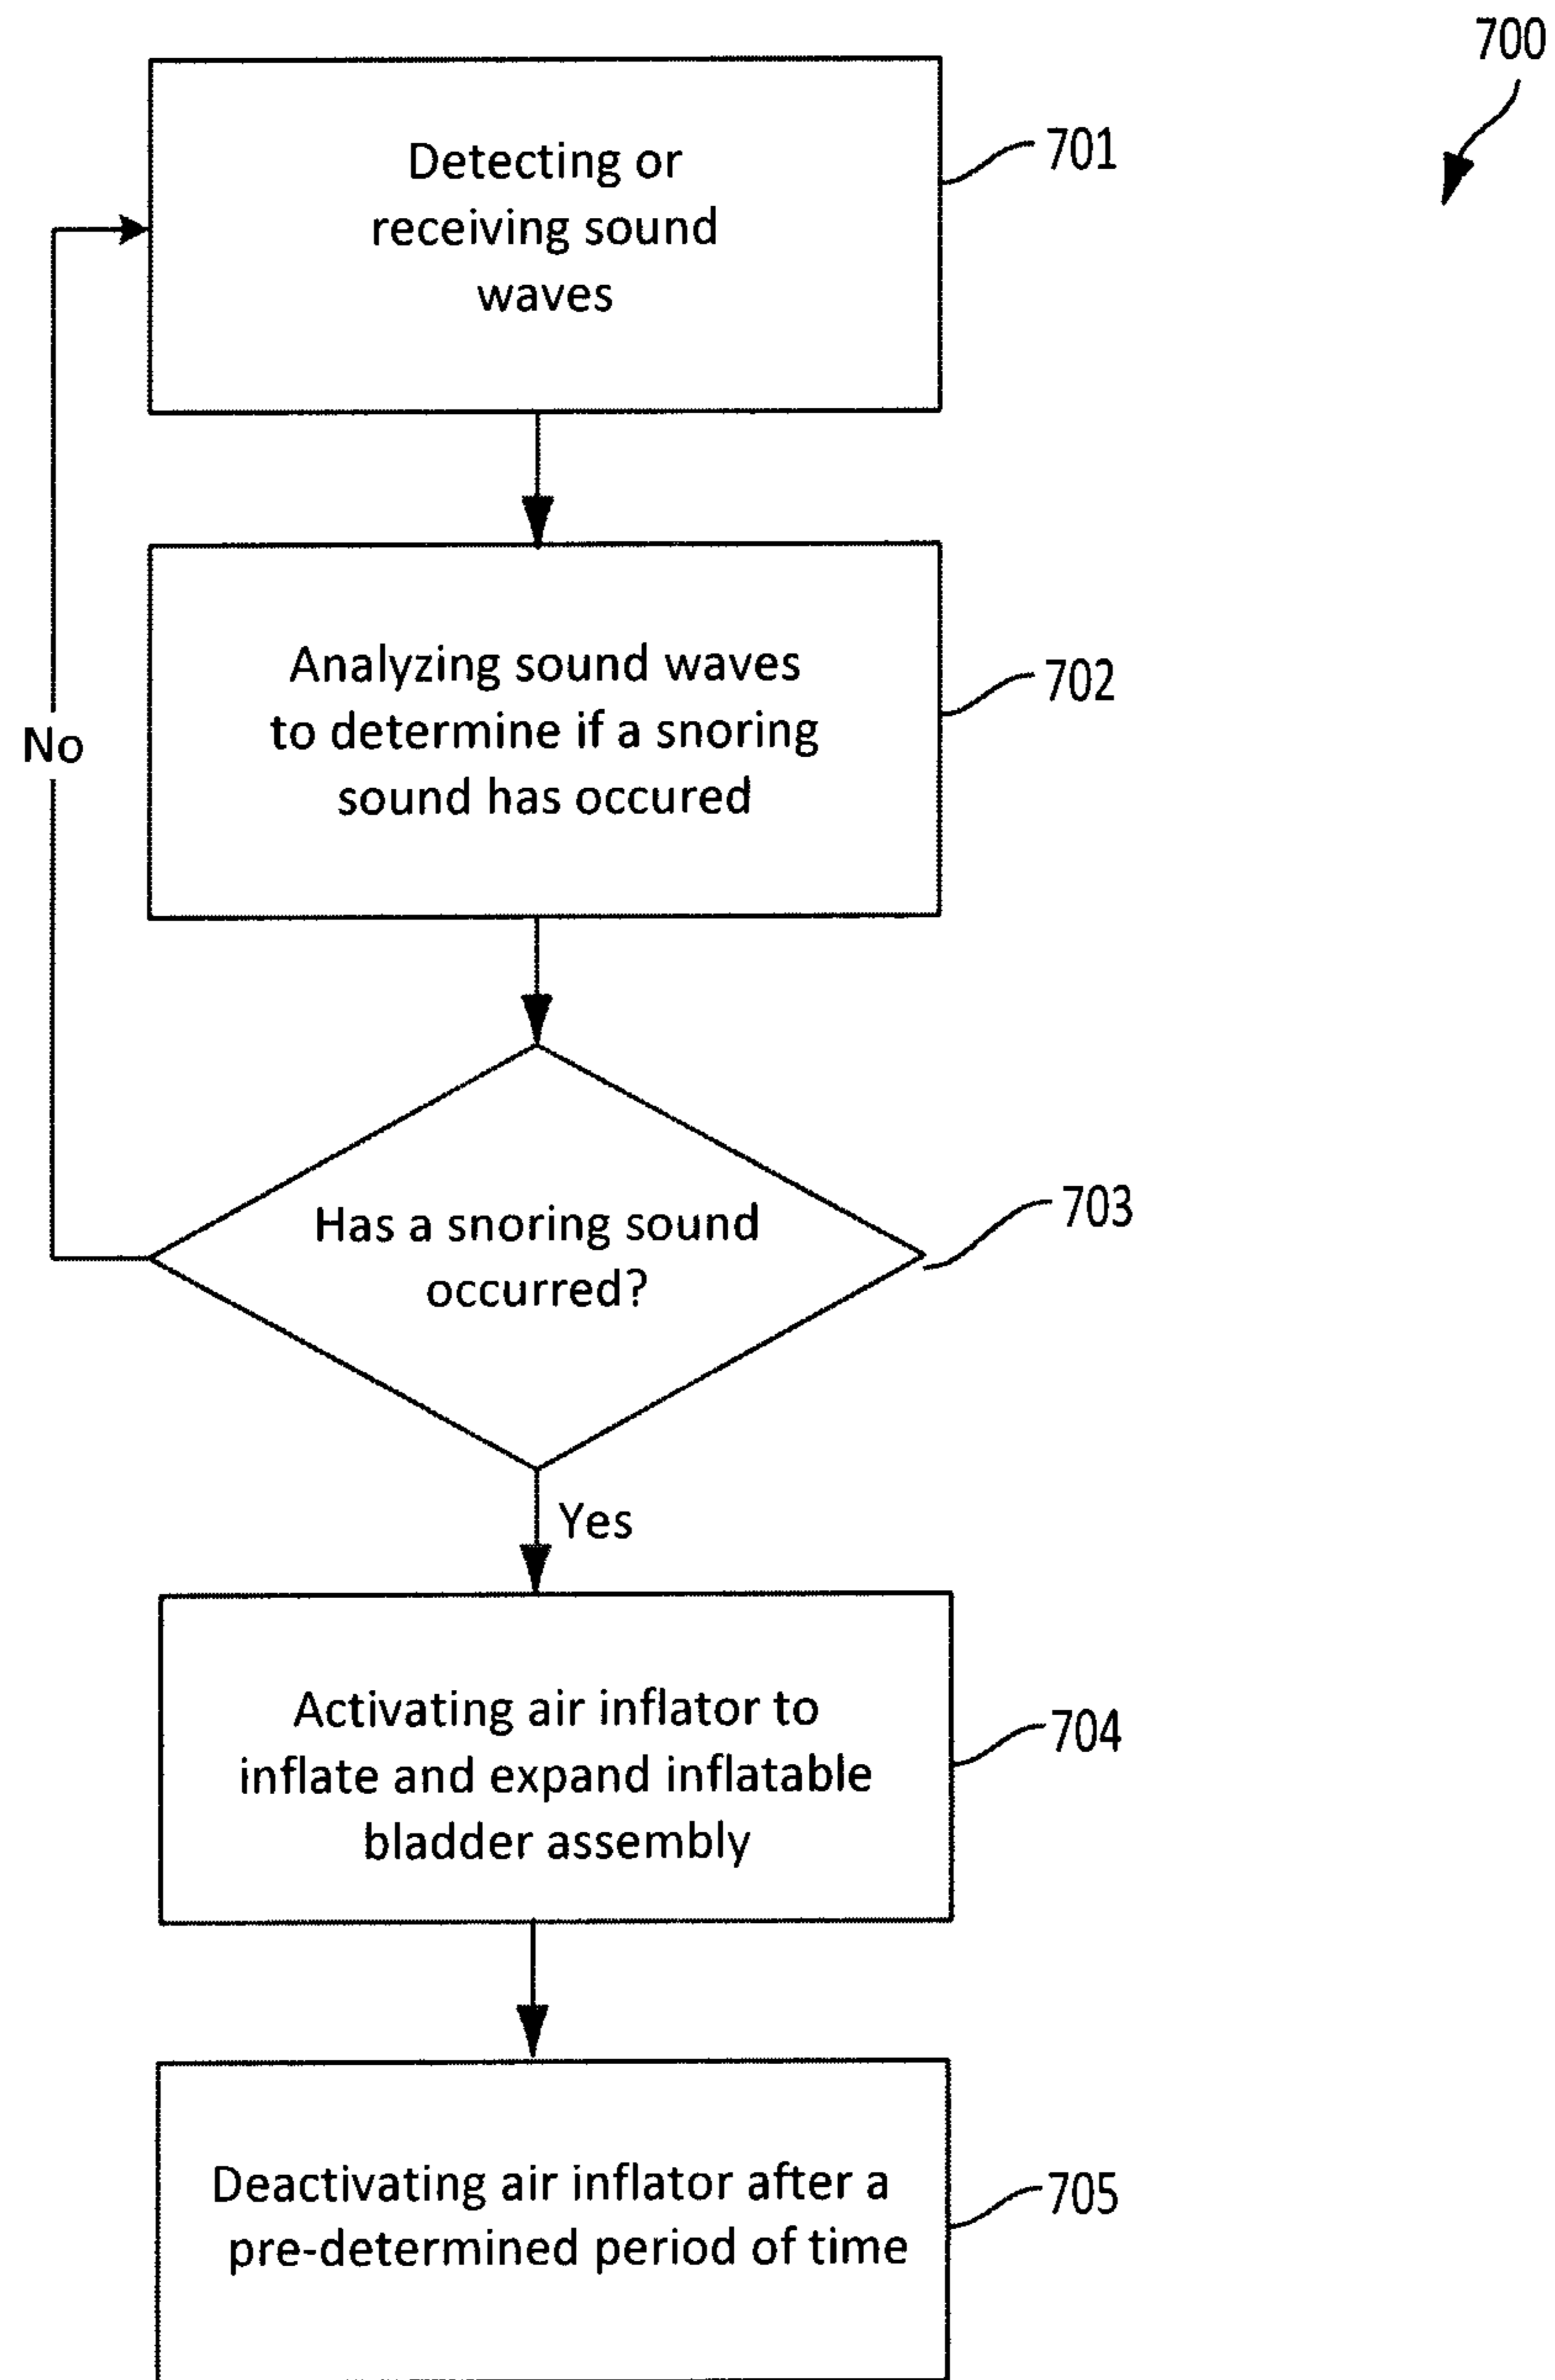 700
Detecting or
receiving sound
waves
701
Analyzing sound waves
to determine if a snoring
sound has occured
702
No
Has a snoring sound
occurred?
703
Yes
Activating air inflator to
inflate and expand inflatable
bladder assembly
704
Deactivating air inflator after a
pre-determined period of time
705